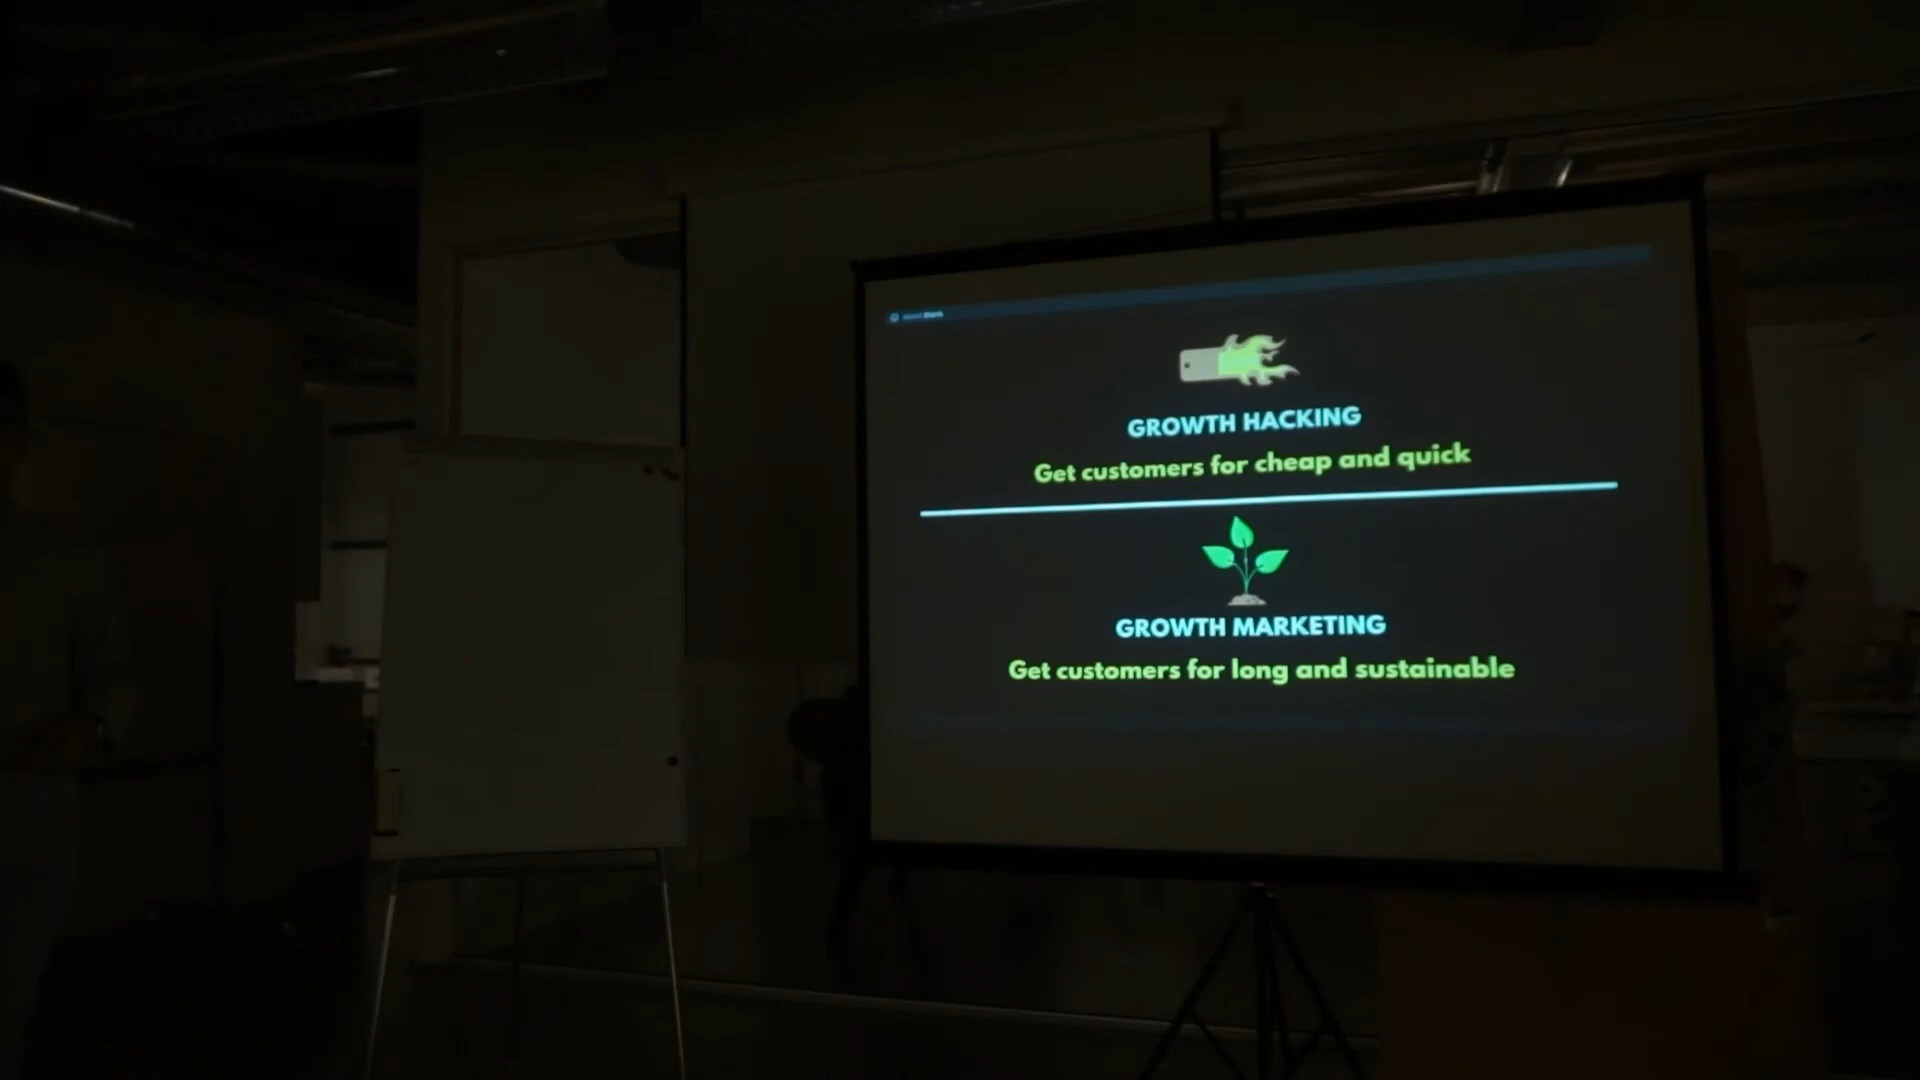 GROWTH HACKING
Get customers for cheap and quick
GROWTH MARKETING
Get customers for long and sustainable